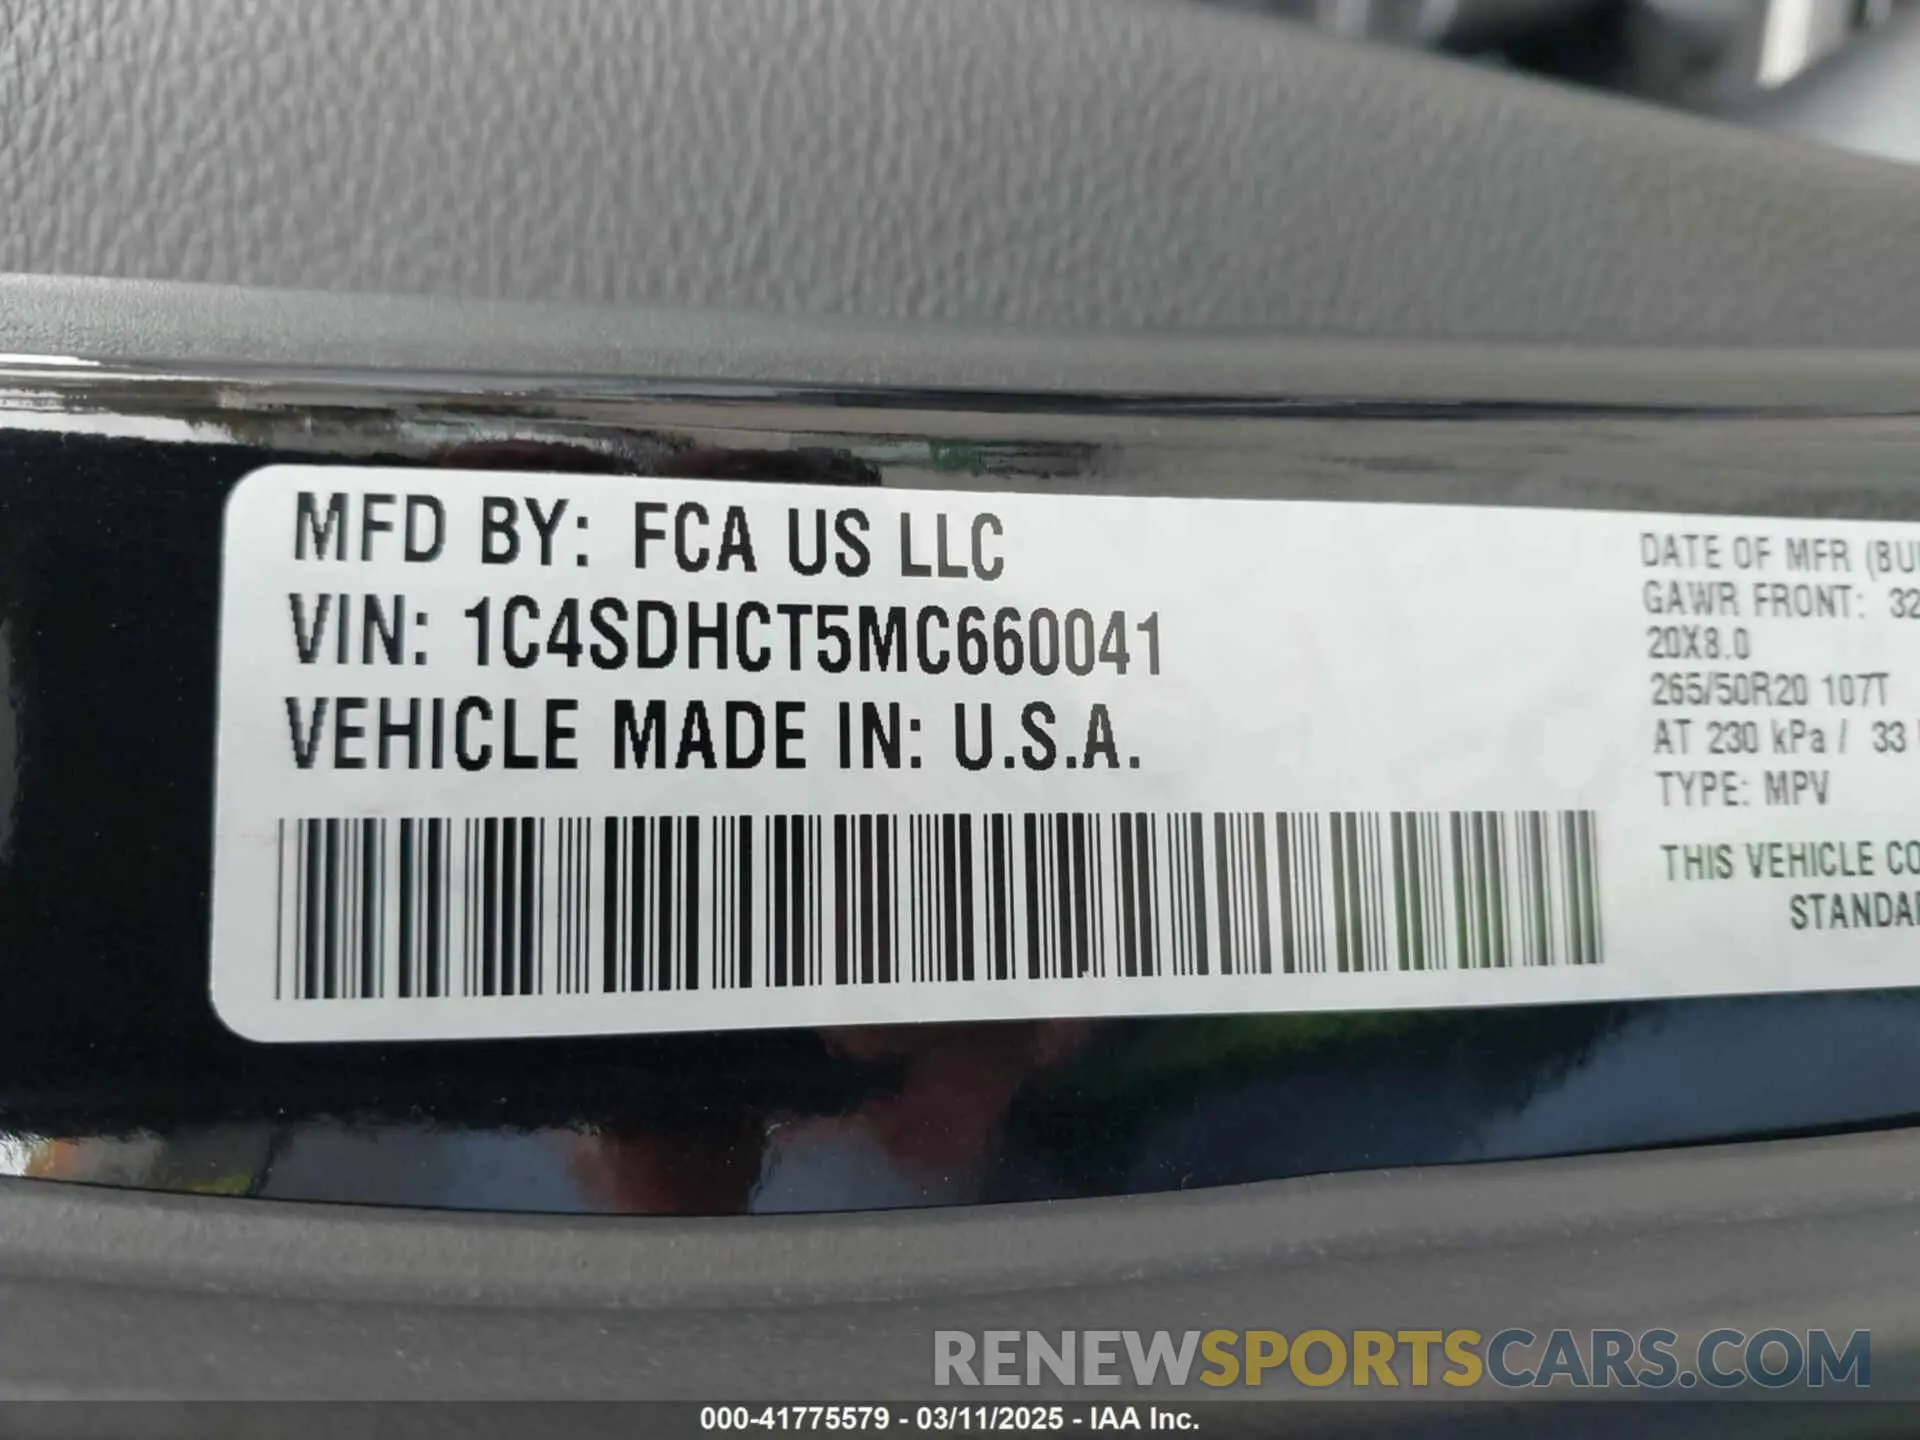 MFD BY: FCA US LLC
VIN: 1C4SDHCT5MC660041
VEHICLE MADE IN: U.S.A.
DATE OF MFR
GAWR FRONT:
20X8.0
265/50R20 107T
AT 230 kPa / 33
TYPE: MPV
THIS VEHICLE
RENEWSPORTSCARS.COM
000-41775579 - 03/11/2025 - IAA Inc.